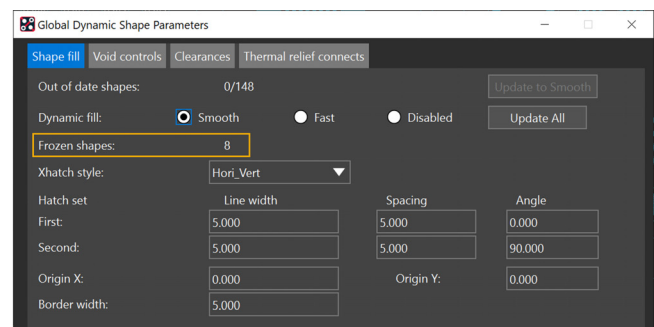 Global Dynamic Shape Parameters
Shape fill Void controls Clearances Thermal relief connects
Out of date shapes: 0/148 Update to Smooth
Dynamic fill: Smooth Fast Disabled Update All
Frozen shapes: 8
Xhatch style: Hori_Vert
Hatch set Line width Spacing Angle
First: 5.000 5.000 0.000
Second: 5.000 5.000 90.000
Origin X: 0.000 Origin Y: 0.000
Border width: 5.000